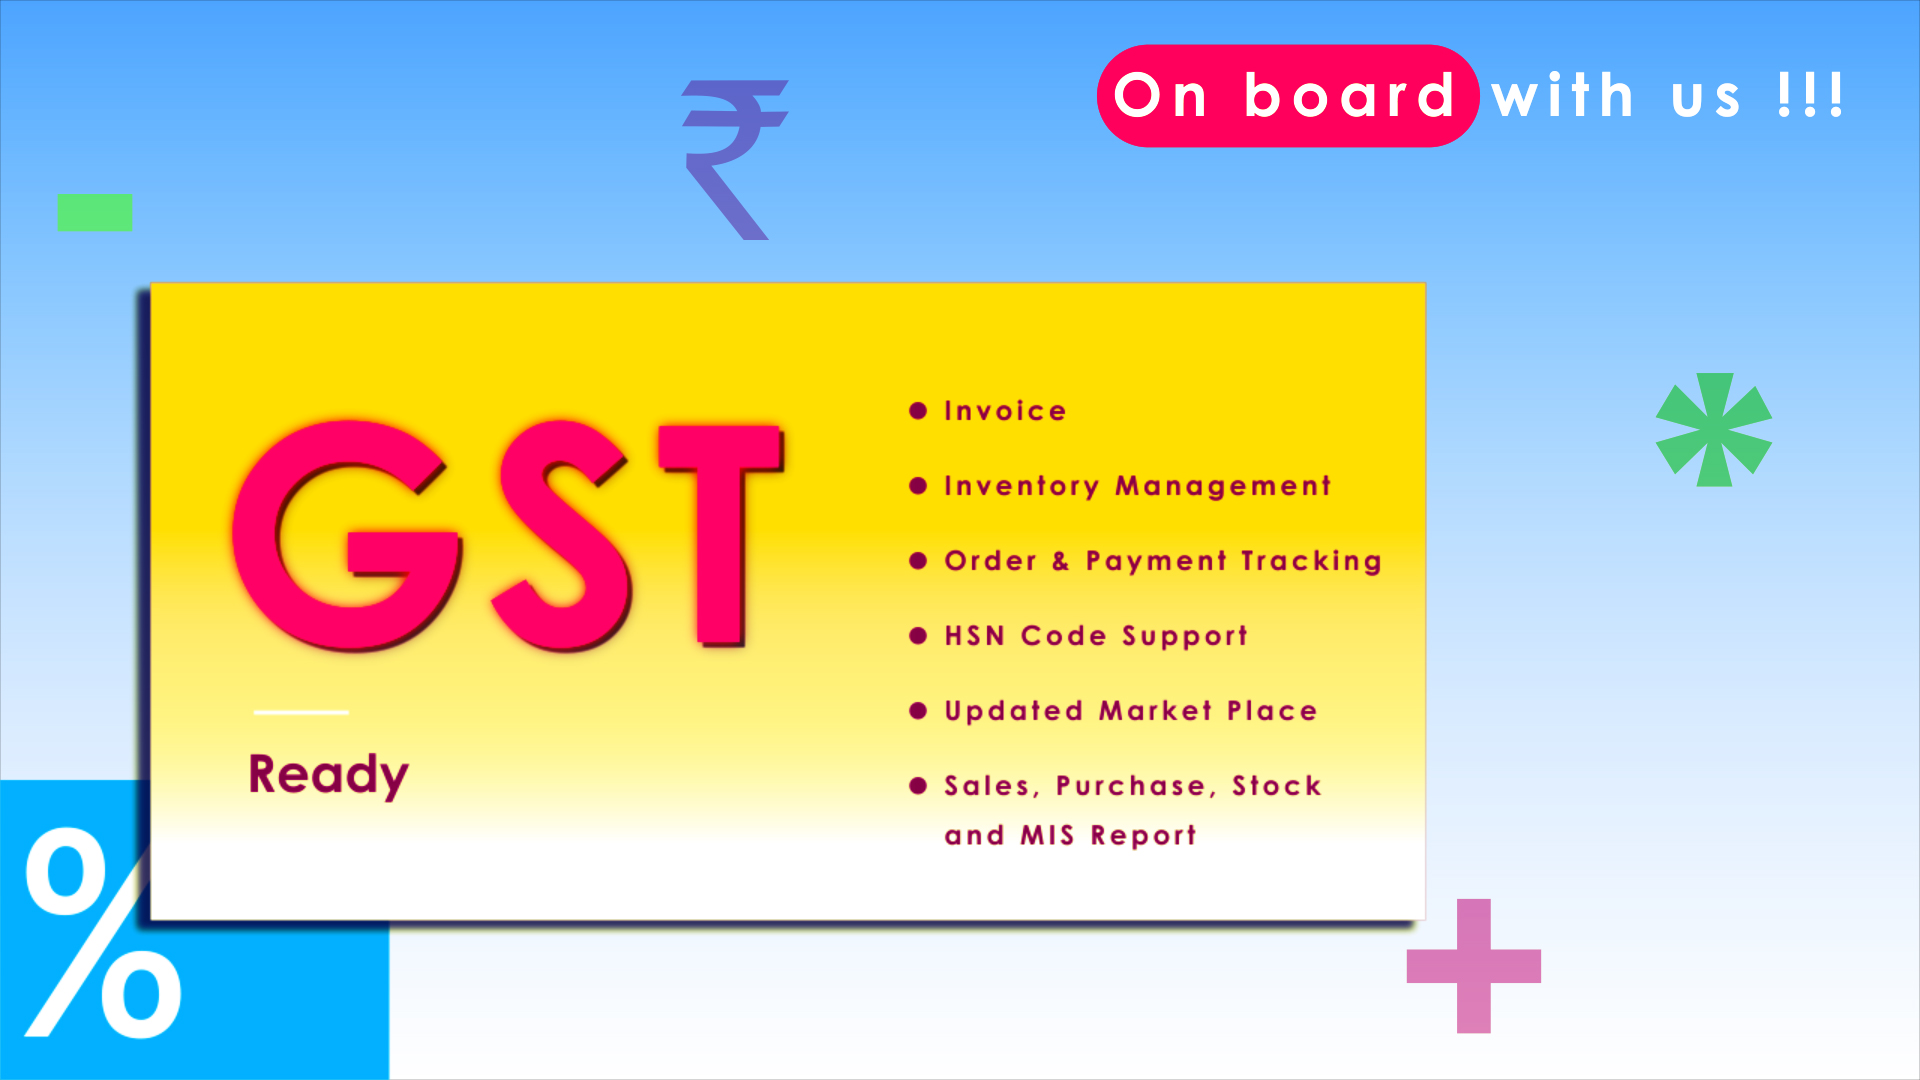 On board with us !!!
₹
GST
Ready
● Invoice
● Inventory Management
● Order & Payment Tracking
● HSN Code Support
● Updated Market Place
● Sales, Purchase, Stock
and MIS Report
%